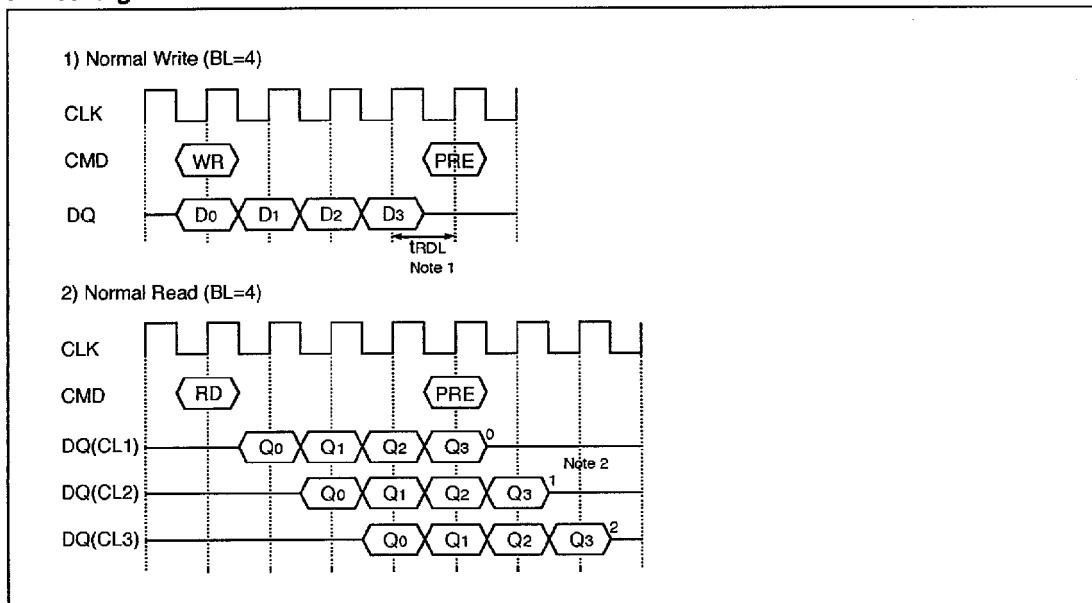 1) Normal Write (BL=4)
CLK
CMD WR PRE
DQ D0 D1 D2 D3
tRDL
Note 1
2) Normal Read (BL=4)
CLK
CMD RD PRE
DQ(CL1) Q0 Q1 Q2 Q3 0
Note 2
DQ(CL2) Q0 Q1 Q2 Q3 1
DQ(CL3) Q0 Q1 Q2 Q3 2